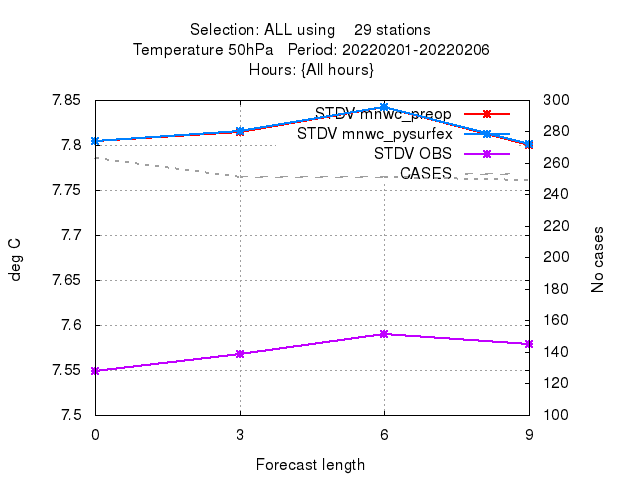 Selection: ALL using    29 stations
Temperature 50hPa   Period: 20220201-20220206
Hours: {All hours}
7.85
7.8
7.75
7.7
7.65
7.6
7.55
7.5
deg C
STDV mnwc_preop
STDV mnwc_pysurfex
STDV OBS
CASES
300
280
260
240
220
200
180
160
140
120
100
No cases
0
3
6
9
Forecast length